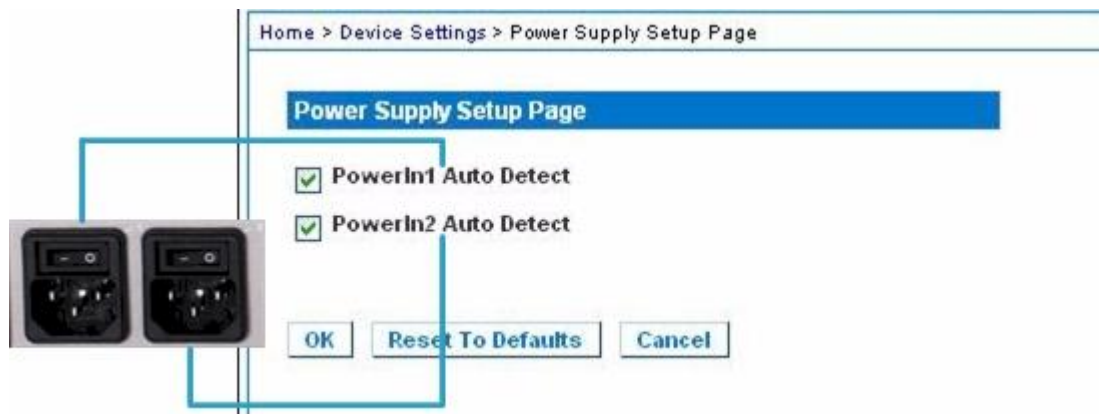 Home > Device Settings > Power Supply Setup Page
Power Supply Setup Page
PowerIn1 Auto Detect
PowerIn2 Auto Detect
OK
Reset To Defaults
Cancel